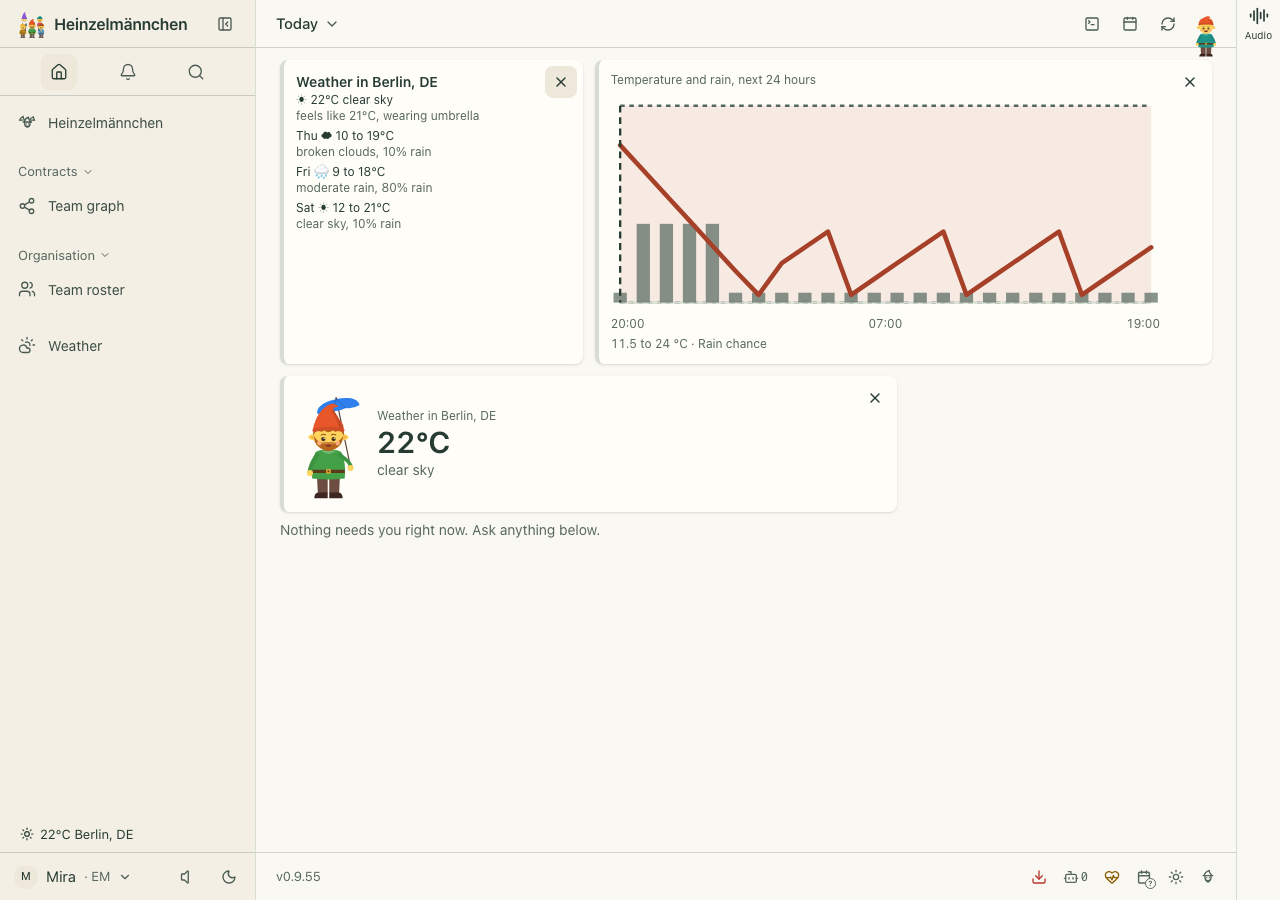 Heinzelmännchen
Today
Audio
Heinzelmännchen
Contracts
Team graph
Organisation
Team roster
Weather
22°C Berlin, DE
M Mira · EM
Weather in Berlin, DE
22°C clear sky
feels like 21°C, wearing umbrella
Thu 10 to 19°C
broken clouds, 10% rain
Fri 9 to 18°C
moderate rain, 80% rain
Sat 12 to 21°C
clear sky, 10% rain
Temperature and rain, next 24 hours
20:00 07:00 19:00
11.5 to 24 °C · Rain chance
Weather in Berlin, DE
22°C
clear sky
Nothing needs you right now. Ask anything below.
v0.9.55
0
?